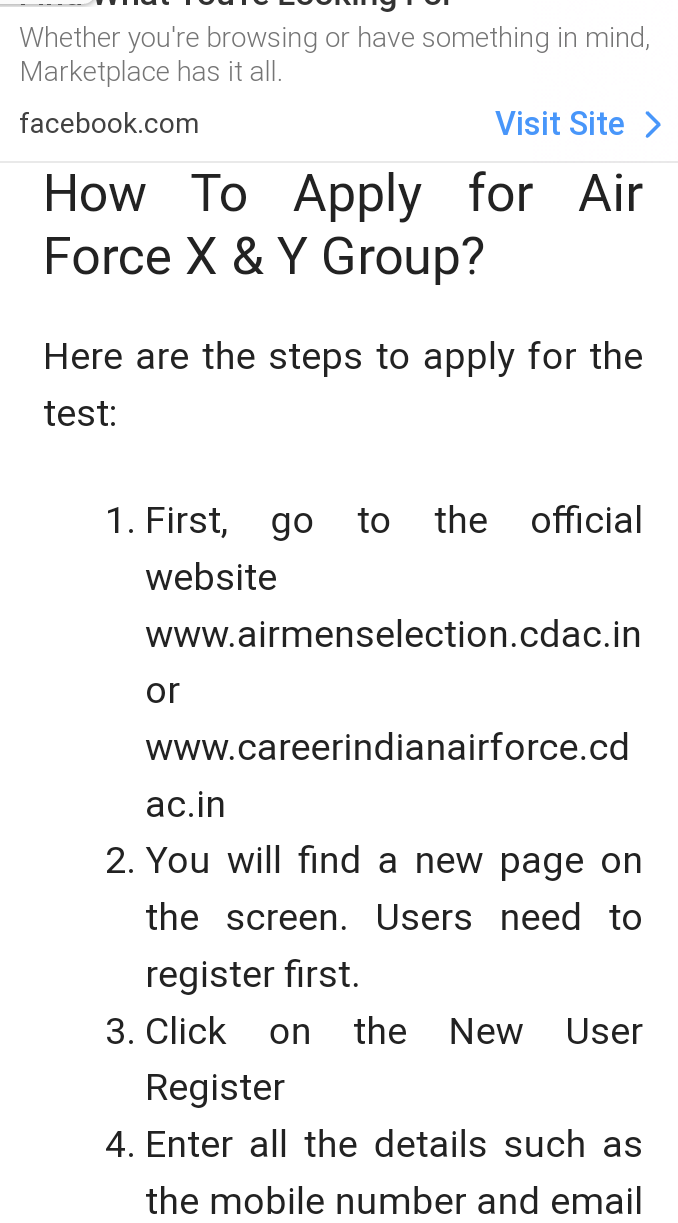 Whether you're browsing or have something in mind,
Marketplace has it all.
facebook.com
Visit Site
How To Apply for Air
Force X & Y Group?
Here are the steps to apply for the
test:
1. First, go to the official
website
www.airmenselection.cdac.in
or
www.careerindianairforce.cd
ac.in
2. You will find a new page on
the screen. Users need to
register first.
3. Click on the New User
Register
4. Enter all the details such as
the mobile number and email